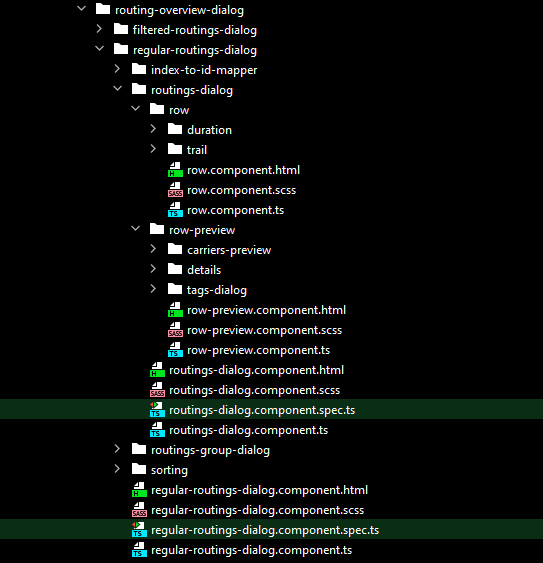 routing-overview-dialog
filtered-routings-dialog
regular-routings-dialog
index-to-id-mapper
routings-dialog
row
duration
trail
H row.component.html
SASS row.component.scss
TS row.component.ts
row-preview
carriers-preview
details
tags-dialog
H row-preview.component.html
SASS row-preview.component.scss
TS row-preview.component.ts
H routings-dialog.component.html
SASS routings-dialog.component.scss
TS routings-dialog.component.spec.ts
TS routings-dialog.component.ts
routings-group-dialog
sorting
H regular-routings-dialog.component.html
SASS regular-routings-dialog.component.scss
TS regular-routings-dialog.component.spec.ts
TS regular-routings-dialog.component.ts